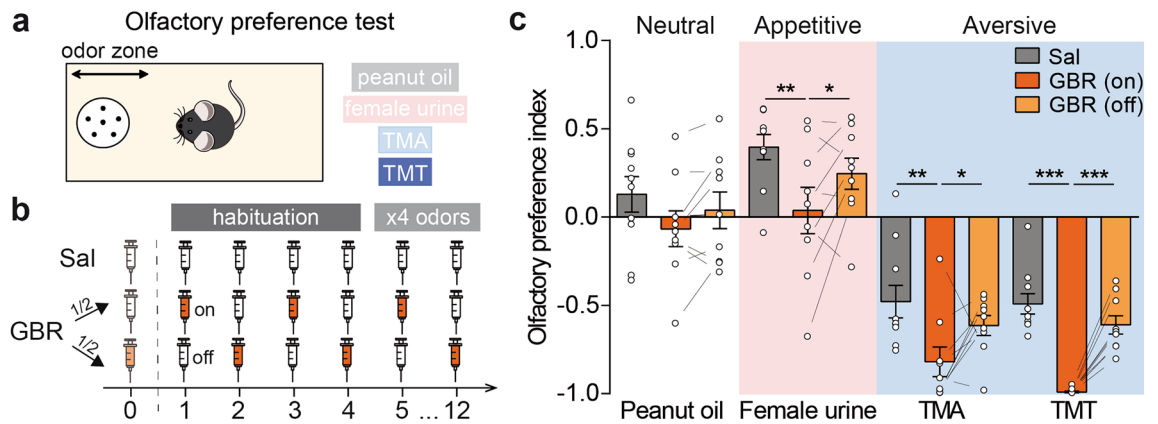 a
Olfactory preference test
odor zone
peanut oil
female urine
TMA
TMT
b
habituation
x4 odors
Sal
GBR
1/2
on
1/2
off
0
1
2
3
4
5
...
12
c
Neutral
Appetitive
Aversive
Sal
GBR (on)
GBR (off)
Olfactory preference index
1.0
0.5
0.0
-0.5
-1.0
**
*
**
*
***
***
Peanut oil
Female urine
TMA
TMT